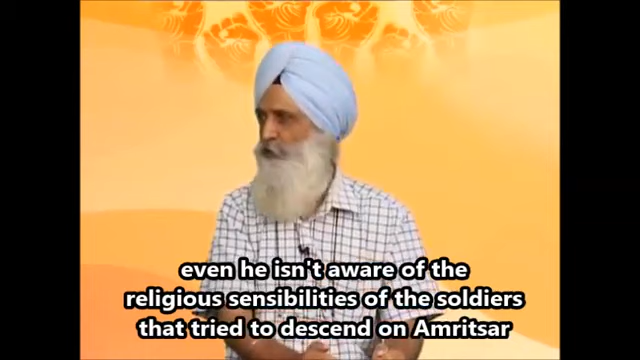 even he isn't aware of the
religious sensibilities of the soldiers
that tried to descend on Amritsar